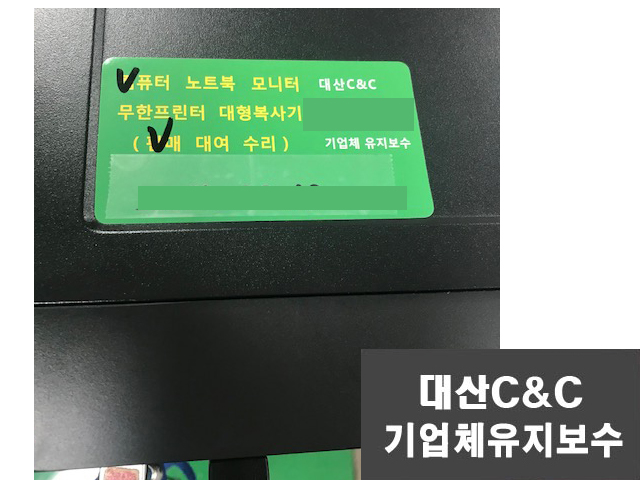 노트북 모니터 대산C&C
무한프린터 대형복사기
대여 수리 ) 기업체 유지보수
대산C&C
기업체유지보수